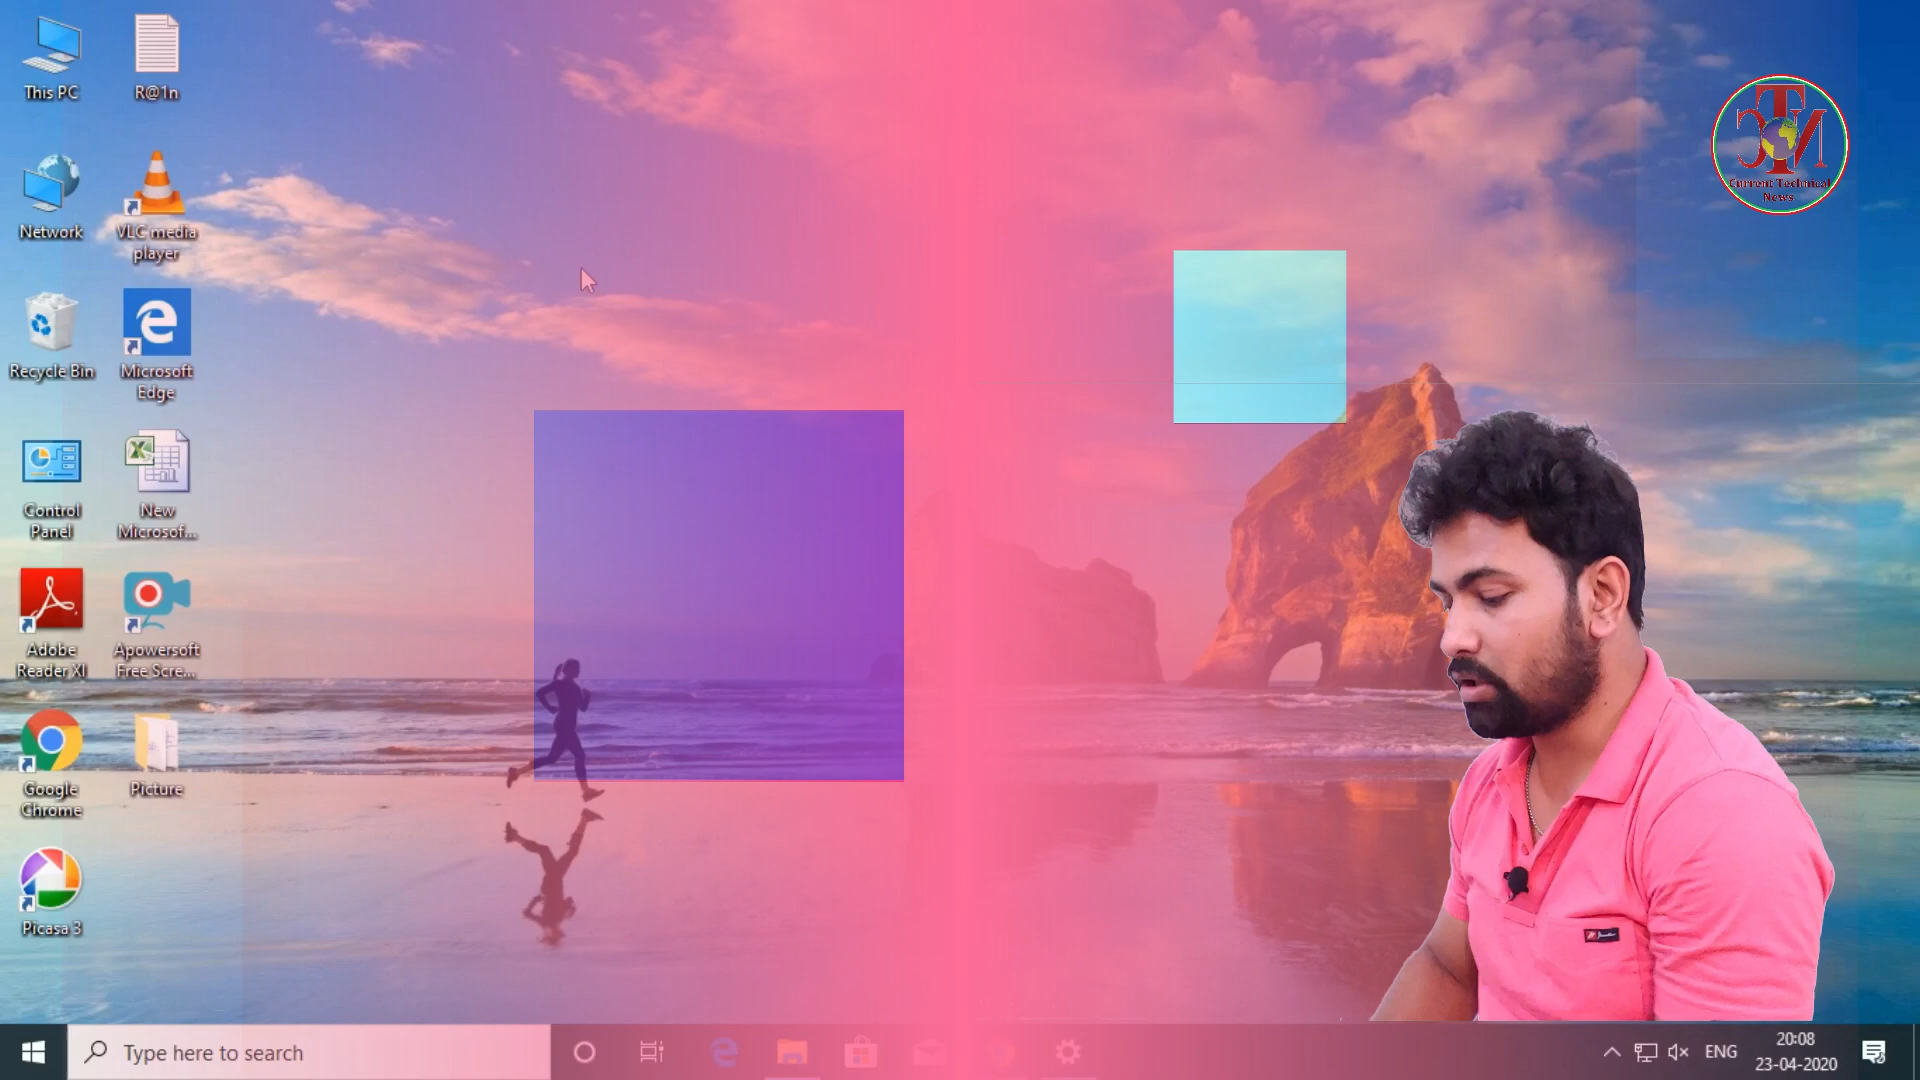 This PC
R@1n
Network
VLC media
player
Recycle Bin
Microsoft
Edge
Control
Panel
New
Microsof...
Adobe
Reader XI
Apowersoft
Free Scre...
Google
Chrome
Picture
Picasa 3
CTN
Current Technical
News
Type here to search
ENG
20:08
23-04-2020